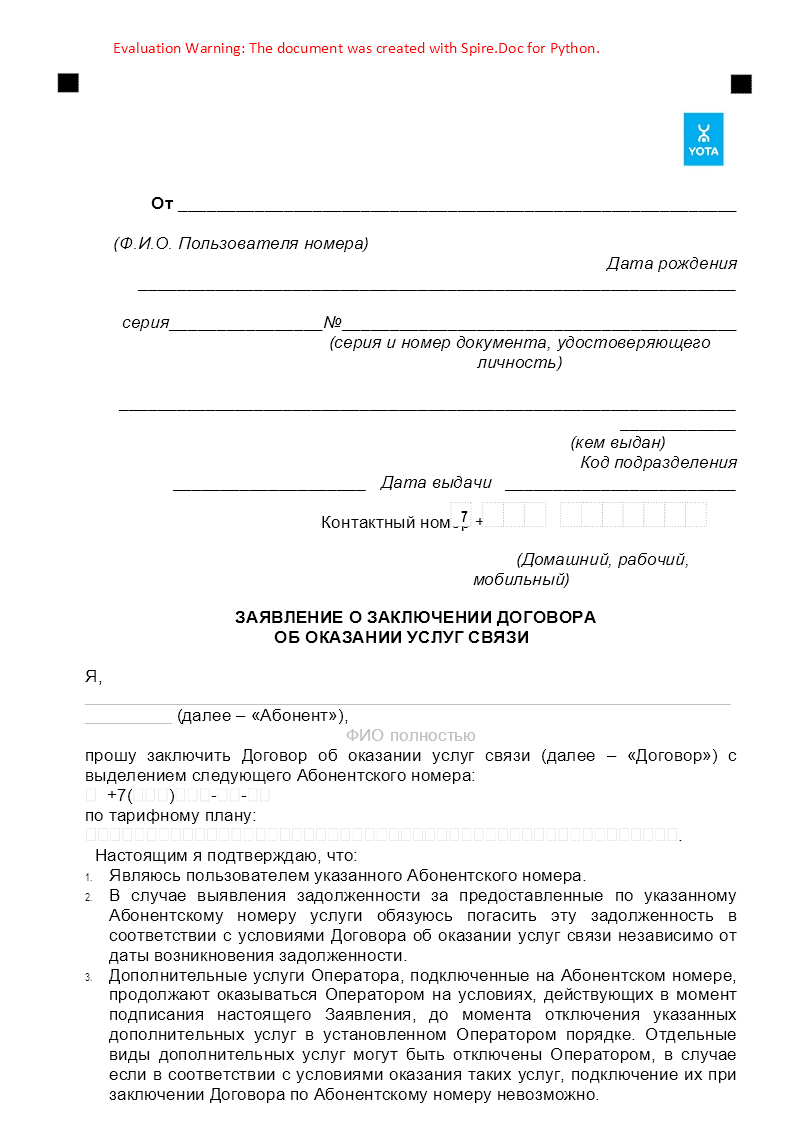 Evaluation Warning: The document was created with Spire.Doc for Python.
YOTA
От ____________________________________________________________
(Ф.И.О. Пользователя номера)
Дата рождения
________________________________________________________________
серия________________№__________________________________________
(серия и номер документа, удостоверяющего
личность)
__________________________________________________________________
____________
(кем выдан)
Код подразделения
____________________ Дата выдачи ________________________
Контактный номер + 7
(Домашний, рабочий,
мобильный)
ЗАЯВЛЕНИЕ О ЗАКЛЮЧЕНИИ ДОГОВОРА
ОБ ОКАЗАНИИ УСЛУГ СВЯЗИ
Я,
____________________________________________________________________
_________ (далее – «Абонент»),
ФИО полностью
прошу заключить Договор об оказании услуг связи (далее – «Договор») с
выделением следующего Абонентского номера:
□ +7(□□□)□□□-□□-□□
по тарифному плану:
□□□□□□□□□□□□□□□□□□□□□□□□□□□□□□□□□□□□□□□□□□□□□□□□.
Настоящим я подтверждаю, что:
1. Являюсь пользователем указанного Абонентского номера.
2. В случае выявления задолженности за предоставленные по указанному
Абонентскому номеру услуги обязуюсь погасить эту задолженность в
соответствии с условиями Договора об оказании услуг связи независимо от
даты возникновения задолженности.
3. Дополнительные услуги Оператора, подключенные на Абонентском номере,
продолжают оказываться Оператором на условиях, действующих в момент
подписания настоящего Заявления, до момента отключения указанных
дополнительных услуг в установленном Оператором порядке. Отдельные
виды дополнительных услуг могут быть отключены Оператором, в случае
если в соответствии с условиями оказания таких услуг, подключение их при
заключении Договора по Абонентскому номеру невозможно.